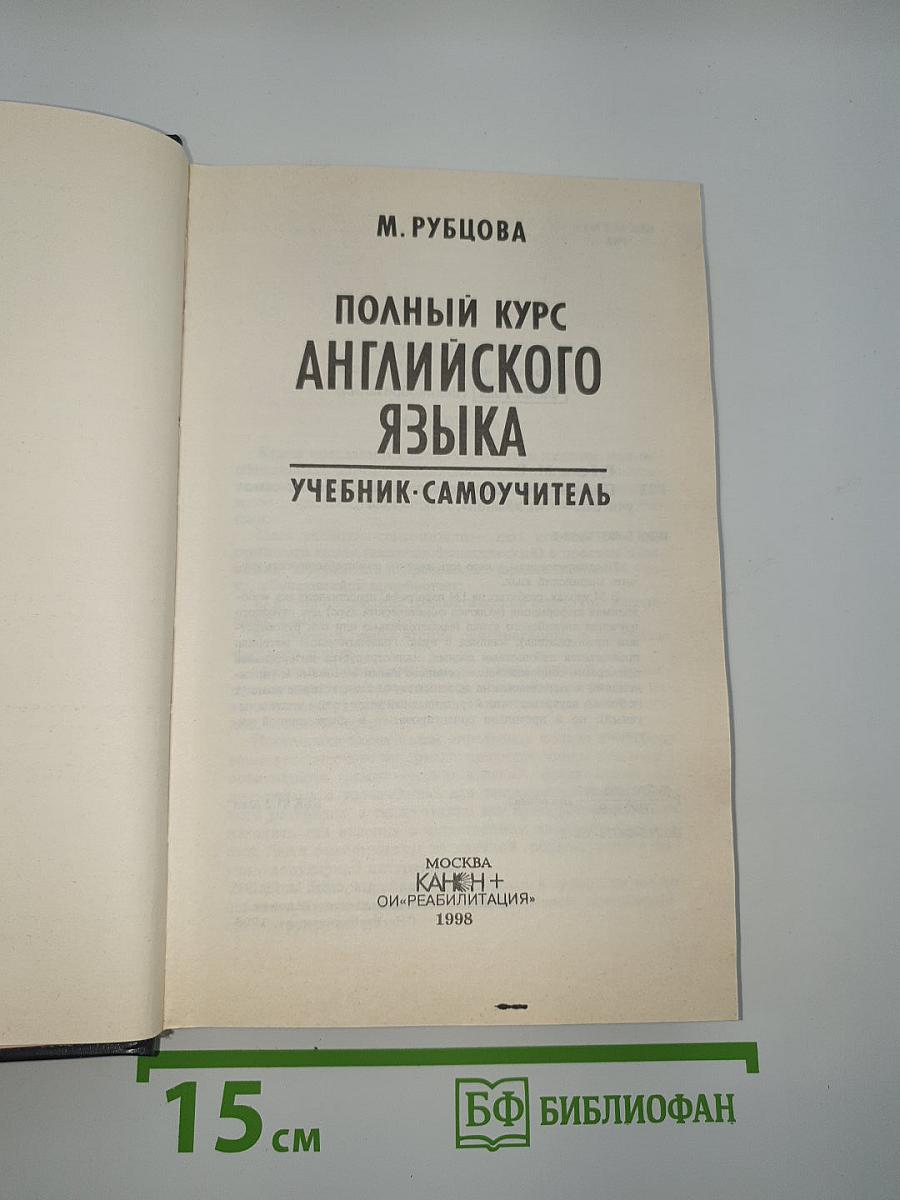 М. РУБЦОВА
ПОЛНЫЙ КУРС
АНГЛИЙСКОГО
ЯЗЫКА
УЧЕБНИК·САМОУЧИТЕЛЬ
МОСКВА
КАНОН+
ОИ«РЕАБИЛИТАЦИЯ»
1998
15 см
БФ БИБЛИОФАН